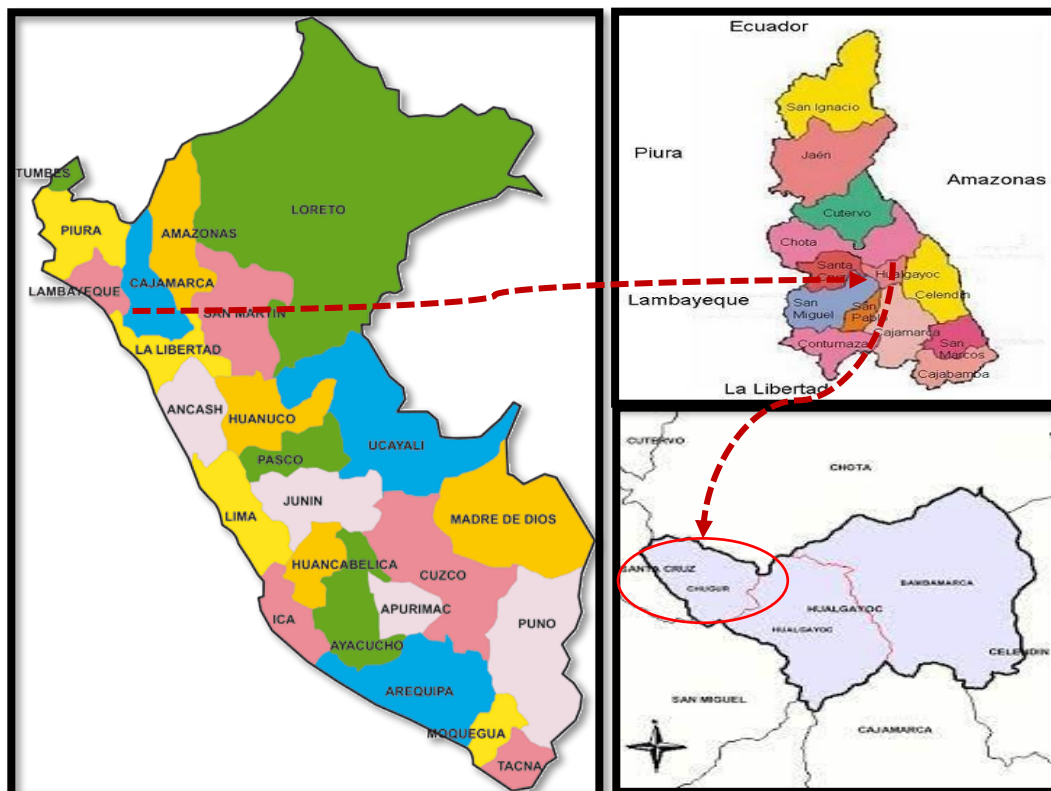 TUMBES
LORETO
PIURA
AMAZONAS
CAJAMARCA
LAMBAYEQUE
SAN MARTIN
LA LIBERTAD
ANCASH
HUANUCO
UCAYALI
PASCO
JUNIN
LIMA
MADRE DE DIOS
HUANCABELICA
CUZCO
APURIMAC
ICA
PUNO
AYACUCHO
AREQUIPA
MOQUEGUA
TACNA
Ecuador
San Ignacio
Piura
Jaén
Amazonas
Cutervo
Chota
Santa
Hualgayoc
Lambayeque
Celendín
San
Miguel
San
Pablo
Cajamarca
Contumaza
San
Marcos
Cajabamba
La Libertad
CUTERVO
CHOTA
SANTA CRUZ
CHUGUR
BAMBAMARCA
HUALGAYOC
HUALGAYOC
CELENDIN
SAN MIGUEL
CAJAMARCA